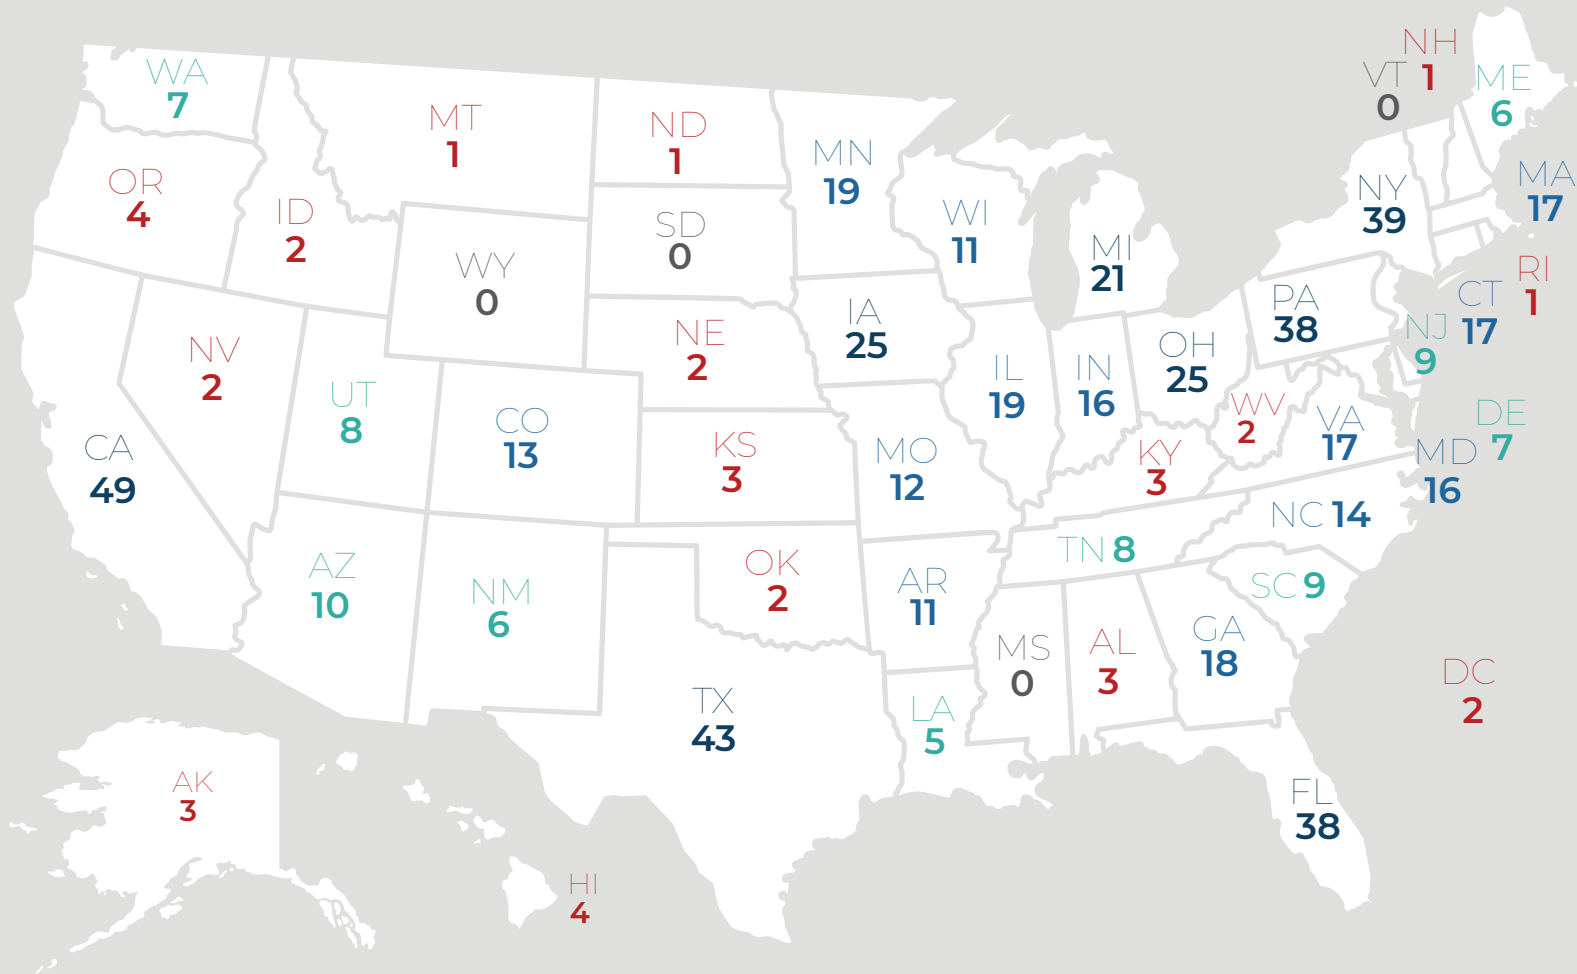 NH
1
VT
0
ME
6
WA
7
MT
1
ND
1
MN
19
OR
4
ID
2
SD
0
WI
11
NY
39
MA
17
WY
0
MI
21
RI
1
CT
17
PA
38
NJ
9
IA
25
NE
2
NV
2
UT
8
OH
25
IN
16
IL
19
CO
13
WV
2
VA
17
DE
7
MD
16
CA
49
KS
3
MO
12
KY
3
NC 14
TN 8
AZ
10
NM
6
OK
2
AR
11
SC 9
MS
0
AL
3
GA
18
DC
2
TX
43
LA
5
FL
38
AK
3
HI
4